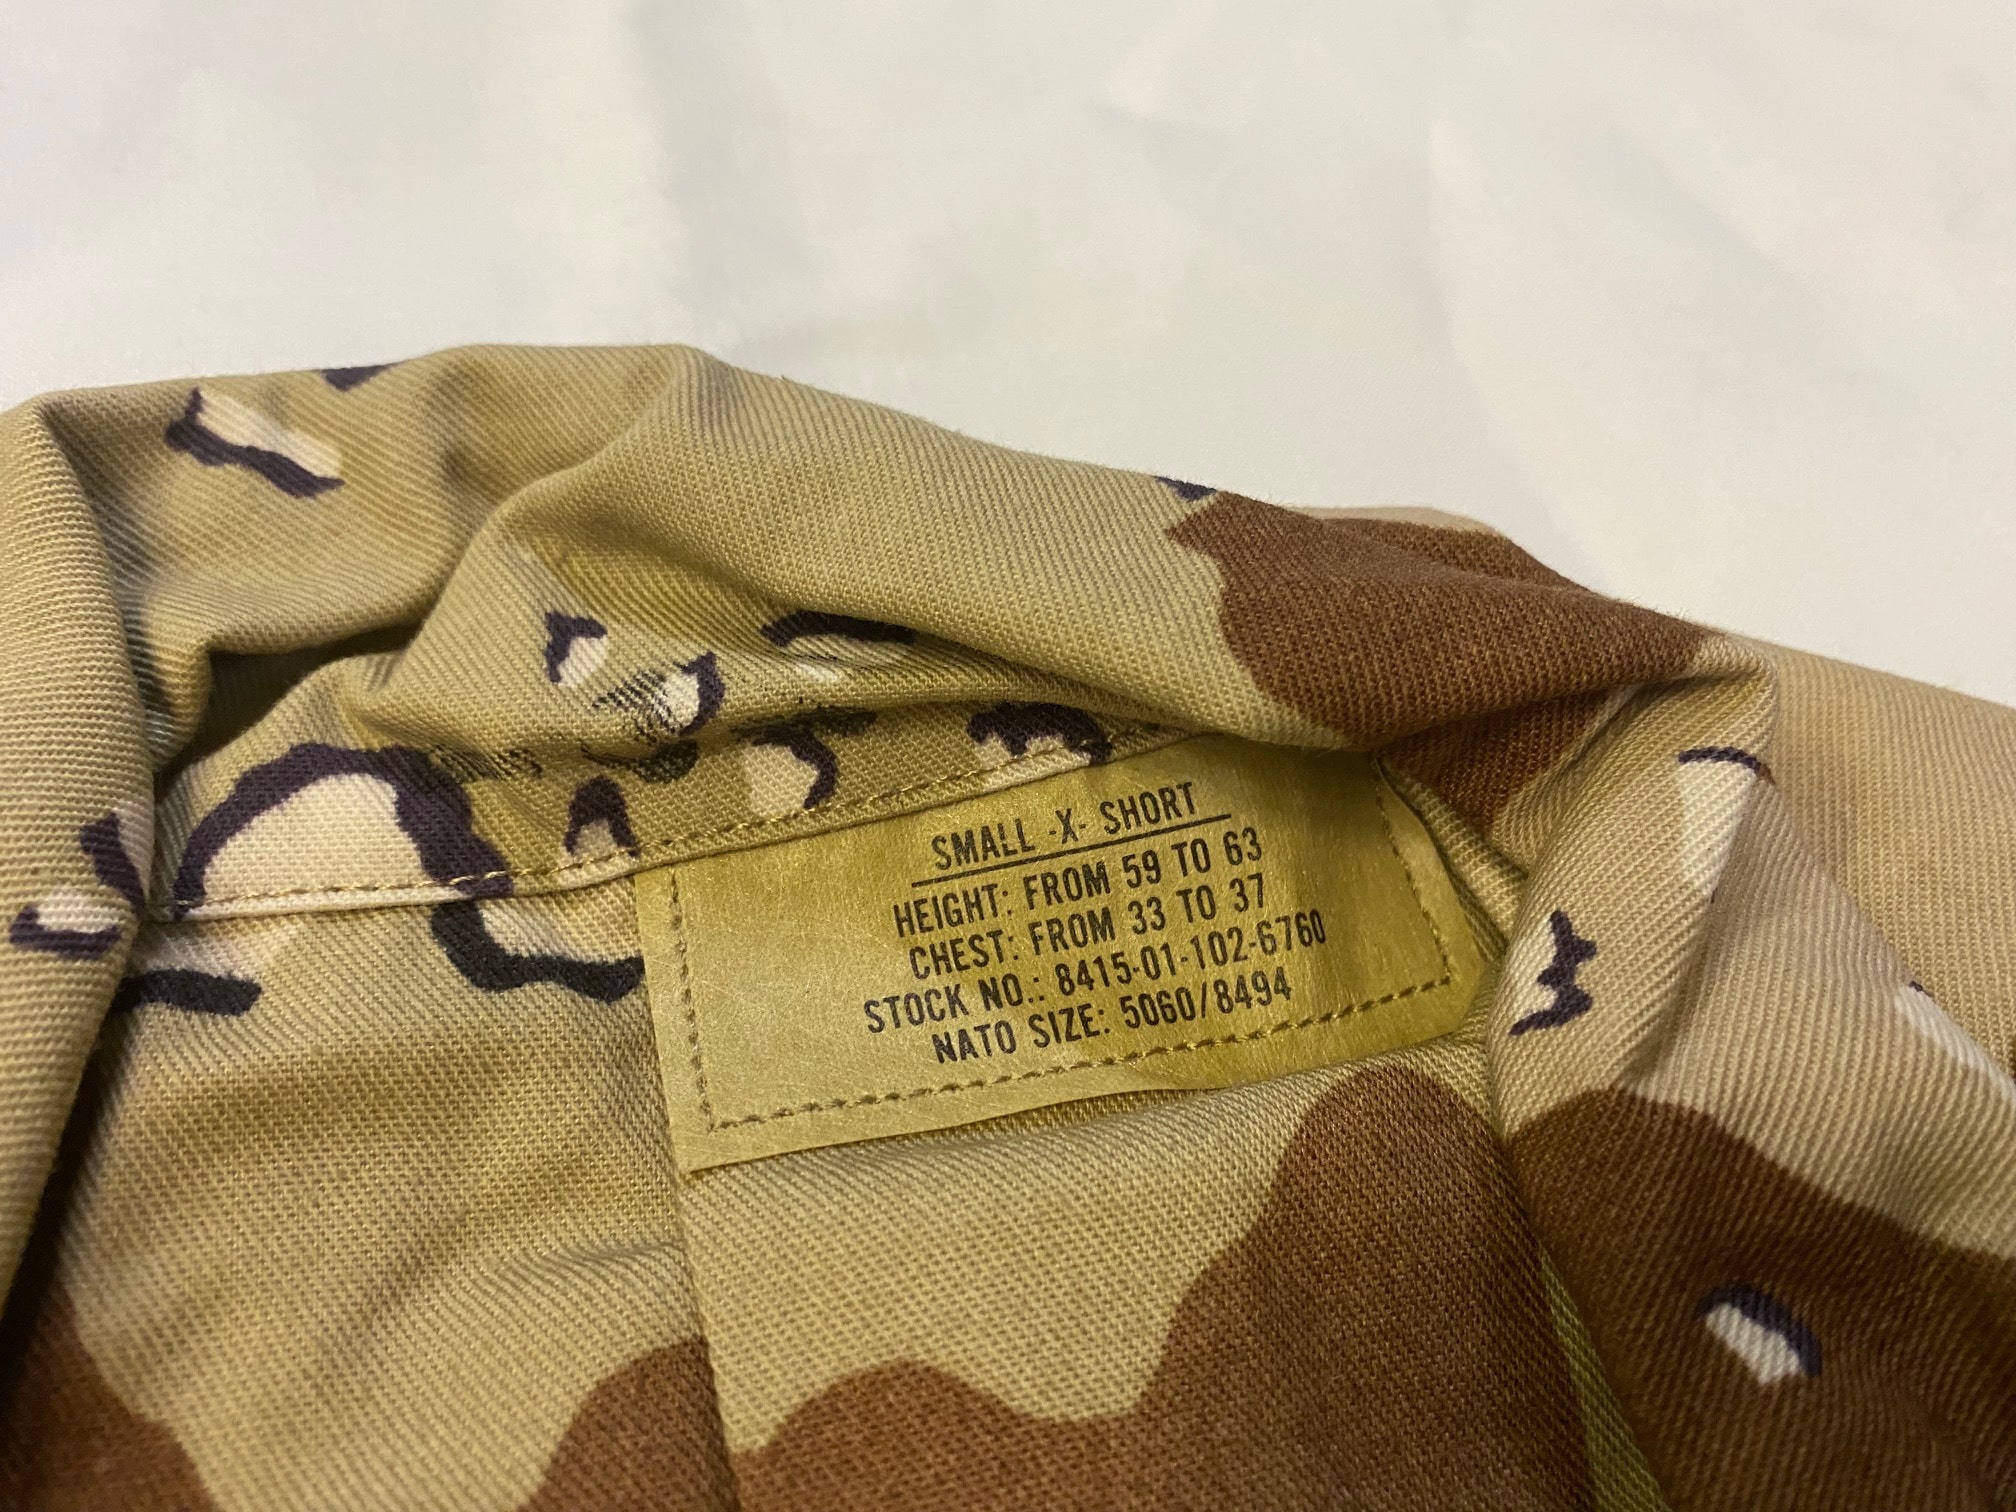 SMALL -X- SHORT
HEIGHT: FROM 59 TO 63
CHEST: FROM 33 TO 37
STOCK NO.: 8415-01-102-6760
NATO SIZE: 5060/8494